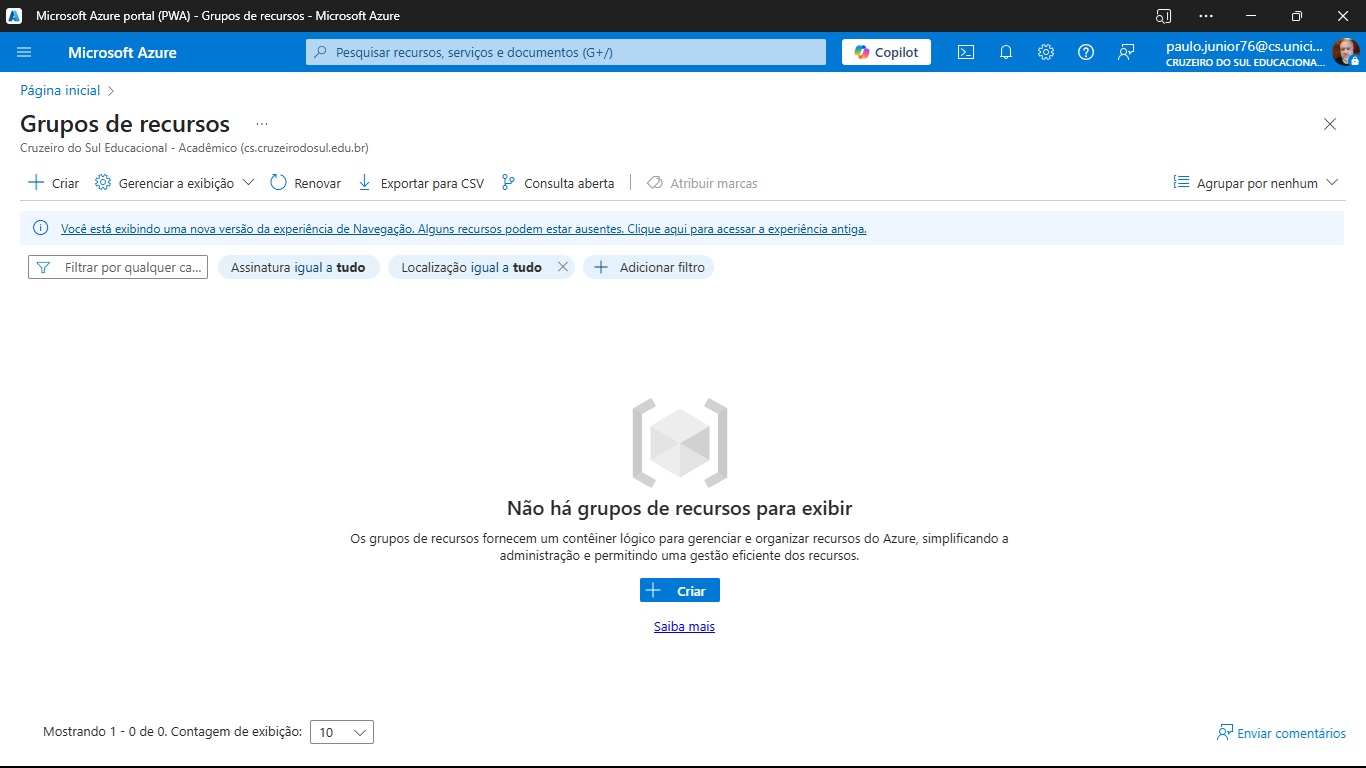 Microsoft Azure portal (PWA) - Grupos de recursos - Microsoft Azure
Microsoft Azure
Pesquisar recursos, serviços e documentos (G+/)
Copilot
paulo.junior76@cs.unici...
CRUZEIRO DO SUL EDUCACIONA...
Página inicial
Grupos de recursos
...
Cruzeiro do Sul Educacional - Acadêmico (cs.cruzeirodosul.edu.br)
Criar
Gerenciar a exibição
Renovar
Exportar para CSV
Consulta aberta
Atribuir marcas
Agrupar por nenhum
Você está exibindo uma nova versão da experiência de Navegação. Alguns recursos podem estar ausentes. Clique aqui para acessar a experiência antiga.
Filtrar por qualquer ca...
Assinatura igual a tudo
Localização igual a tudo
Adicionar filtro
Não há grupos de recursos para exibir
Os grupos de recursos fornecem um contêiner lógico para gerenciar e organizar recursos do Azure, simplificando a
administração e permitindo uma gestão eficiente dos recursos.
Criar
Saiba mais
Mostrando 1 - 0 de 0. Contagem de exibição:
10
Enviar comentários